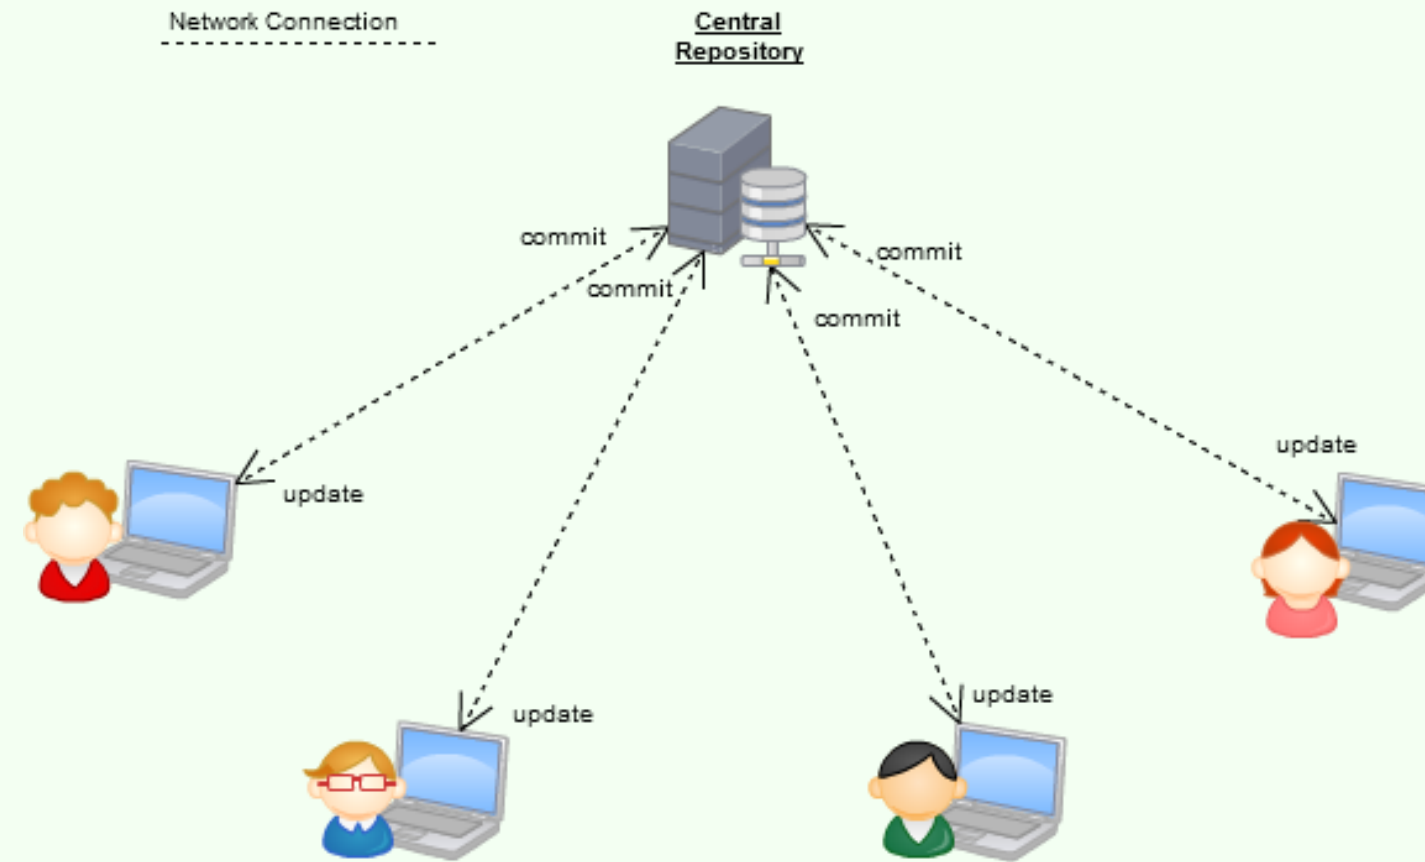 Network Connection
Central
Repository
commit
commit
commit
commit
update
update
update
update